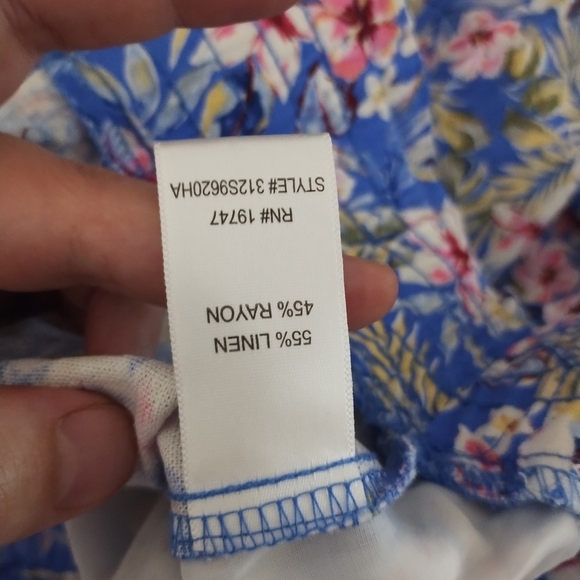 55% LINEN
45% RAYON
RN# 19747
STYLE# 312S9620HA